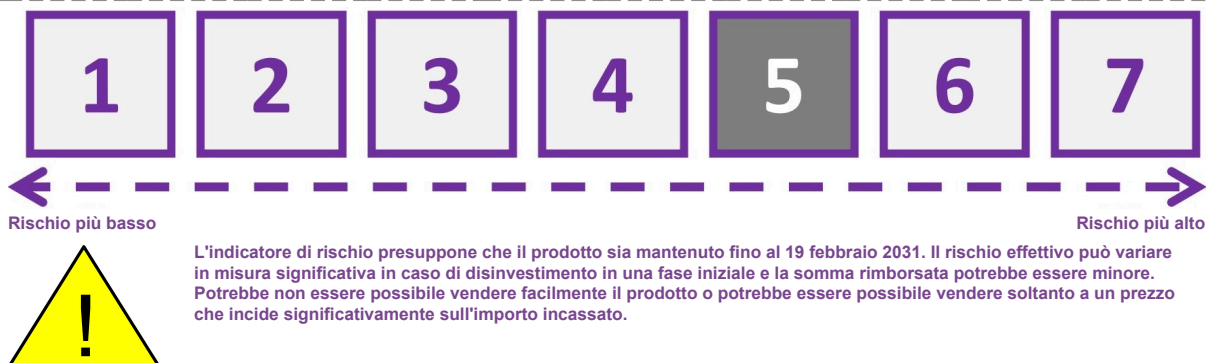 1 2 3 4 5 6 7
Rischio più basso Rischio più alto
L'indicatore di rischio presuppone che il prodotto sia mantenuto fino al 19 febbraio 2031. Il rischio effettivo può variare
in misura significativa in caso di disinvestimento in una fase iniziale e la somma rimborsata potrebbe essere minore.
Potrebbe non essere possibile vendere facilmente il prodotto o potrebbe essere possibile vendere soltanto a un prezzo
che incide significativamente sull'importo incassato.
!